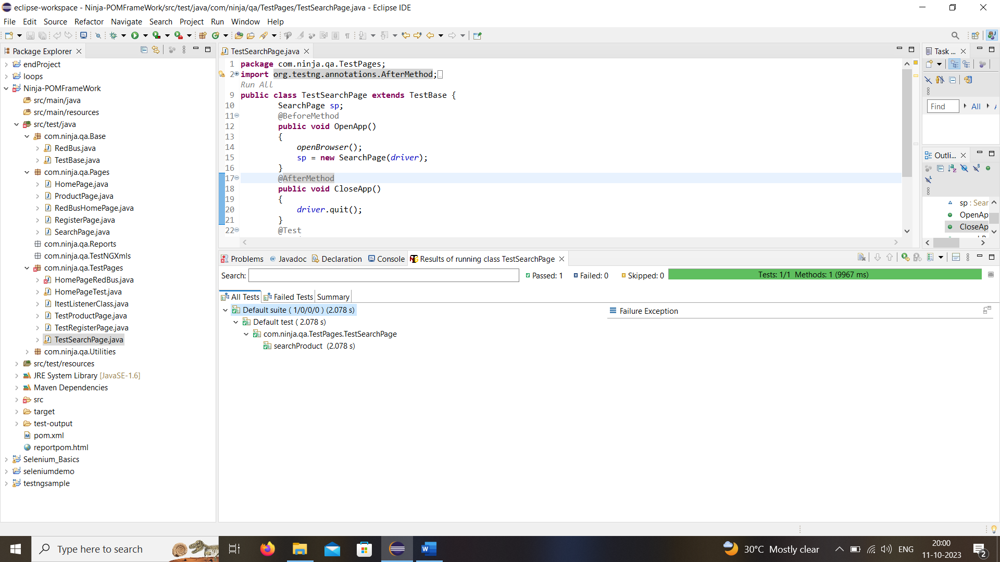 eclipse-workspace - Ninja-POMFrameWork/src/test/java/com/ninja/qa/TestPages/TestSearchPage.java - Eclipse IDE
File Edit Source Refactor Navigate Search Project Run Window Help
Package Explorer
endProject
loops
Ninja-POMFrameWork
src/main/java
src/main/resources
src/test/java
com.ninja.qa.Base
RedBus.java
TestBase.java
com.ninja.qa.Pages
HomePage.java
ProductPage.java
RedBusHomePage.java
RegisterPage.java
SearchPage.java
com.ninja.qa.Reports
com.ninja.qa.TestNGXmls
com.ninja.qa.TestPages
HomePageRedBus.java
HomePageTest.java
ItestListenerClass.java
TestProductPage.java
TestRegisterPage.java
TestSearchPage.java
com.ninja.qa.Utilities
src/test/resources
JRE System Library [JavaSE-1.6]
Maven Dependencies
src
target
test-output
pom.xml
reportpom.html
Selenium_Basics
seleniumdemo
testngsample
TestSearchPage.java
1 package com.ninja.qa.TestPages;
2 import org.testng.annotations.AfterMethod;
Run All
9 public class TestSearchPage extends TestBase {
10 SearchPage sp;
11 @BeforeMethod
12 public void OpenApp()
13 {
14 openBrowser();
15 sp = new SearchPage(driver);
16 }
17 @AfterMethod
18 public void CloseApp()
19 {
20 driver.quit();
21 }
22 @Test
Task ...
Find All
Outli...
sp : Sear
OpenAp
CloseAp
Problems Javadoc Declaration Console Results of running class TestSearchPage
Search: Passed: 1 Failed: 0 Skipped: 0 Tests: 1/1 Methods: 1 (9967 ms)
All Tests Failed Tests Summary
Default suite ( 1/0/0/0 ) (2.078 s)
Default test ( 2.078 s)
com.ninja.qa.TestPages.TestSearchPage
searchProduct (2.078 s)
Failure Exception
Type here to search
30°C Mostly clear
ENG
20:00
11-10-2023
2